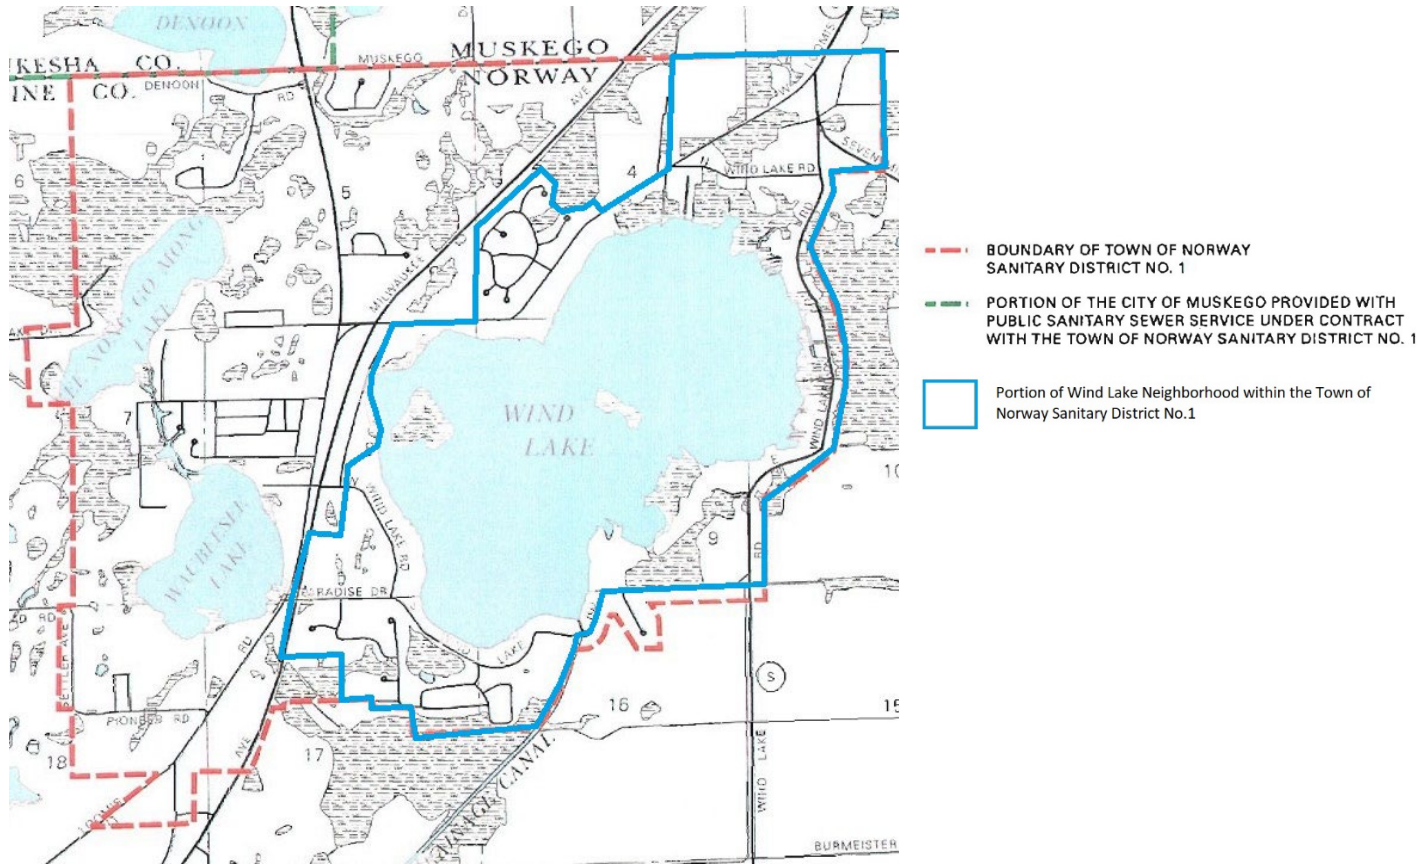 DENOON
MUSKEGO
NORWAY
KESHA CO.
INE CO.
DENOON
RD
MUSKEGO
AVE
WIND LAKE RD
SEVEN
6
5
4
MILWAUKEE
7
WIND
LAKE
WIND LAKE RD
10
9
RD
WAUBEESEE
LAKE
RADISE DR
LAKE
RD
AVE
PIONEER RD
S
16
15
17
18
CANAL
WIND LAKE
BURMEISTER
BOUNDARY OF TOWN OF NORWAY
SANITARY DISTRICT NO. 1
PORTION OF THE CITY OF MUSKEGO PROVIDED WITH
PUBLIC SANITARY SEWER SERVICE UNDER CONTRACT
WITH THE TOWN OF NORWAY SANITARY DISTRICT NO. 1
Portion of Wind Lake Neighborhood within the Town of
Norway Sanitary District No.1